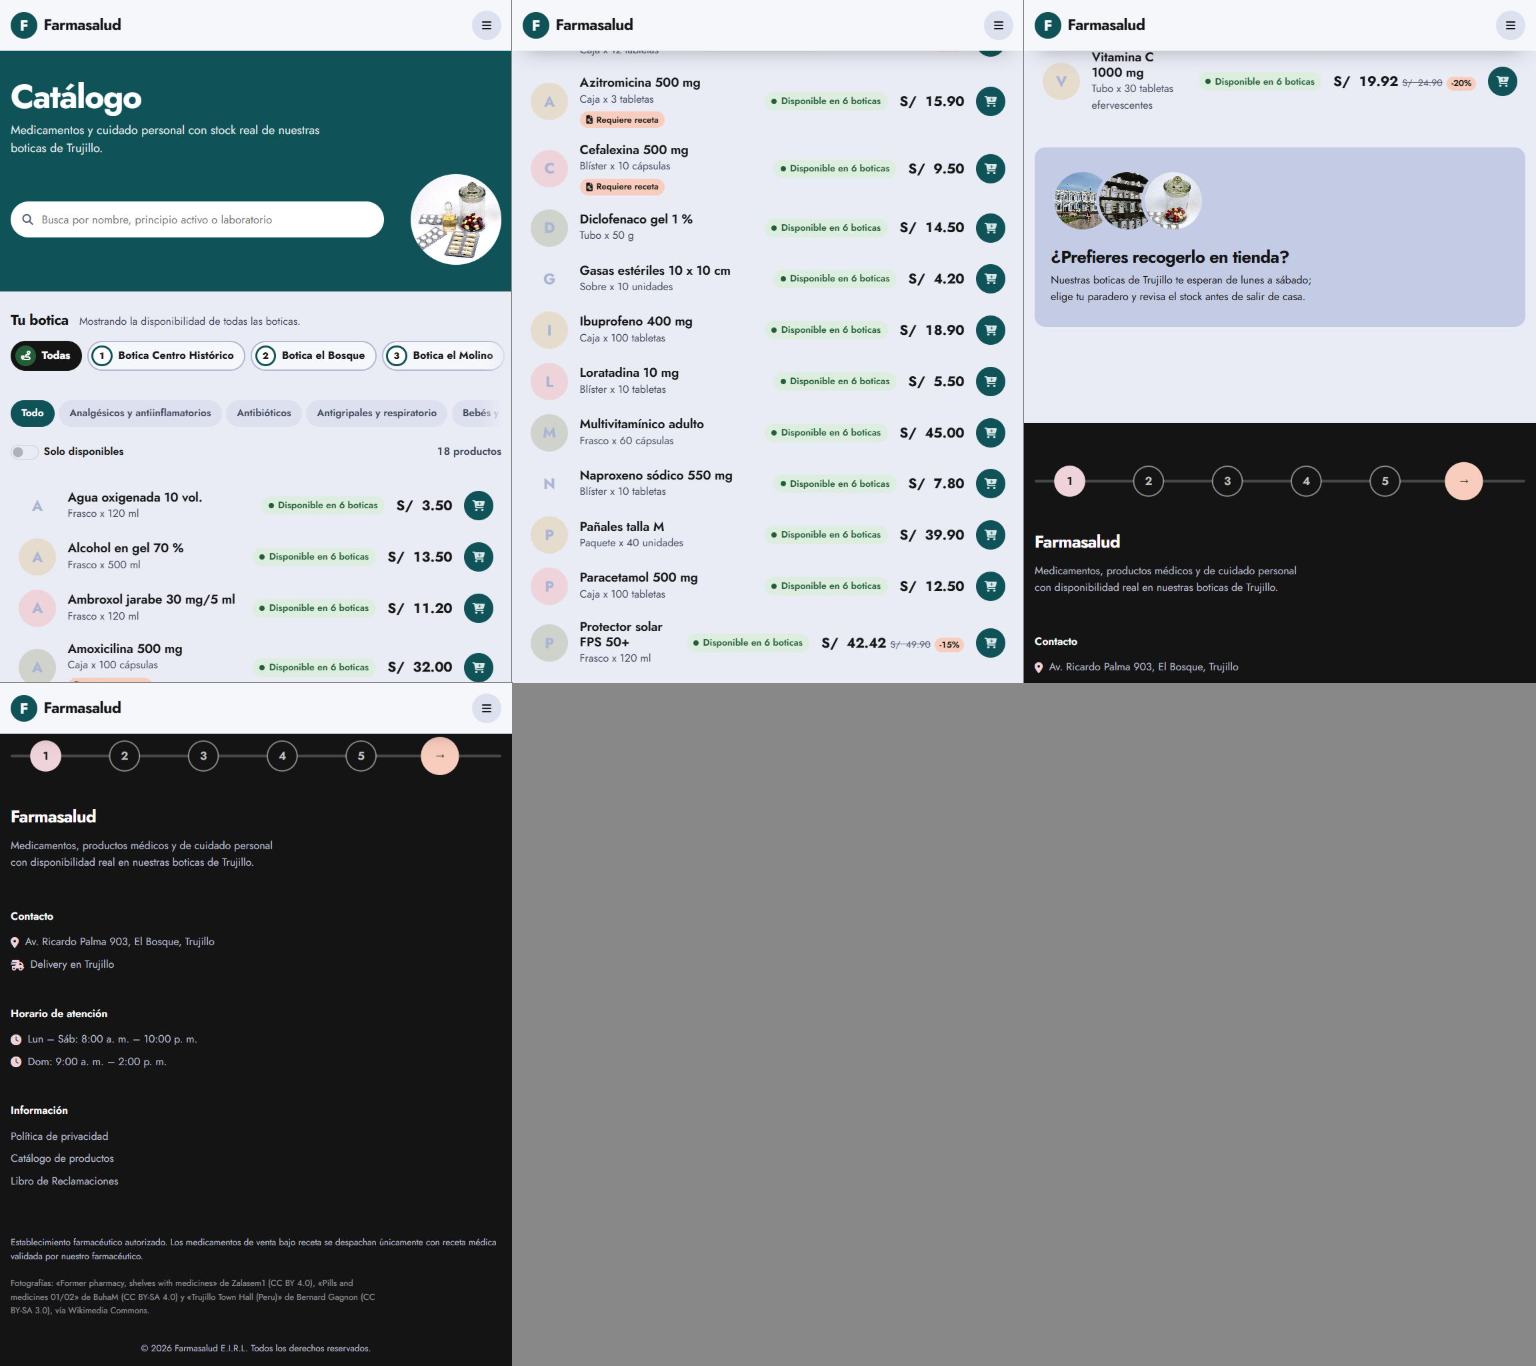 F Farmasalud
Catálogo
Medicamentos y cuidado personal con stock real de nuestras
boticas de Trujillo.
Busca por nombre, principio activo o laboratorio
Tu botica Mostrando la disponibilidad de todas las boticas.
Todas 1 Botica Centro Histórico 2 Botica el Bosque 3 Botica el Molino
Todo Analgésicos y antiinflamatorios Antibióticos Antigripales y respiratorio Bebés y
Solo disponibles 18 productos
A Agua oxigenada 10 vol. Disponible en 6 boticas S/ 3.50
Frasco x 120 ml
A Alcohol en gel 70 % Disponible en 6 boticas S/ 13.50
Frasco x 500 ml
A Ambroxol jarabe 30 mg/5 ml Disponible en 6 boticas S/ 11.20
Frasco x 120 ml
A Amoxicilina 500 mg Disponible en 6 boticas S/ 32.00
Caja x 100 cápsulas
F Farmasalud
Caja x 12 tabletas
A Azitromicina 500 mg Disponible en 6 boticas S/ 15.90
Caja x 3 tabletas
Requiere receta
C Cefalexina 500 mg Disponible en 6 boticas S/ 9.50
Blíster x 10 cápsulas
Requiere receta
D Diclofenaco gel 1 % Disponible en 6 boticas S/ 14.50
Tubo x 50 g
G Gasas estériles 10 x 10 cm Disponible en 6 boticas S/ 4.20
Sobre x 10 unidades
I Ibuprofeno 400 mg Disponible en 6 boticas S/ 18.90
Caja x 100 tabletas
L Loratadina 10 mg Disponible en 6 boticas S/ 5.50
Blíster x 10 tabletas
M Multivitamínico adulto Disponible en 6 boticas S/ 45.00
Frasco x 60 cápsulas
N Naproxeno sódico 550 mg Disponible en 6 boticas S/ 7.80
Blíster x 10 tabletas
P Pañales talla M Disponible en 6 boticas S/ 39.90
Paquete x 40 unidades
P Paracetamol 500 mg Disponible en 6 boticas S/ 12.50
Caja x 100 tabletas
P Protector solar
FPS 50+ Disponible en 6 boticas S/ 42.42 S/ 49.90 -15%
Frasco x 120 ml
F Farmasalud
Vitamina C
1000 mg
V Tubo x 30 tabletas Disponible en 6 boticas S/ 19.92 S/ 24.90 -20%
efervescentes
¿Prefieres recogerlo en tienda?
Nuestras boticas de Trujillo te esperan de lunes a sábado;
elige tu paradero y revisa el stock antes de salir de casa.
1 2 3 4 5 →
Farmasalud
Medicamentos, productos médicos y de cuidado personal
con disponibilidad real en nuestras boticas de Trujillo.
Contacto
Av. Ricardo Palma 903, El Bosque, Trujillo
F Farmasalud
1 2 3 4 5 →
Farmasalud
Medicamentos, productos médicos y de cuidado personal
con disponibilidad real en nuestras boticas de Trujillo.
Contacto
Av. Ricardo Palma 903, El Bosque, Trujillo
Delivery en Trujillo
Horario de atención
Lun – Sáb: 8:00 a. m. – 10:00 p. m.
Dom: 9:00 a. m. – 2:00 p. m.
Información
Política de privacidad
Catálogo de productos
Libro de Reclamaciones
Establecimiento farmacéutico autorizado. Los medicamentos de venta bajo receta se despachan únicamente con receta médica
validada por nuestro farmacéutico.
Fotografías: «Former pharmacy, shelves with medicines» de Zalasem1 (CC BY 4.0), «Pills and
medicines 01/02» de BuhaM (CC BY-SA 4.0) y «Trujillo Town Hall (Peru)» de Bernard Gagnon (CC
BY-SA 3.0), vía Wikimedia Commons.
© 2026 Farmasalud E.I.R.L. Todos los derechos reservados.